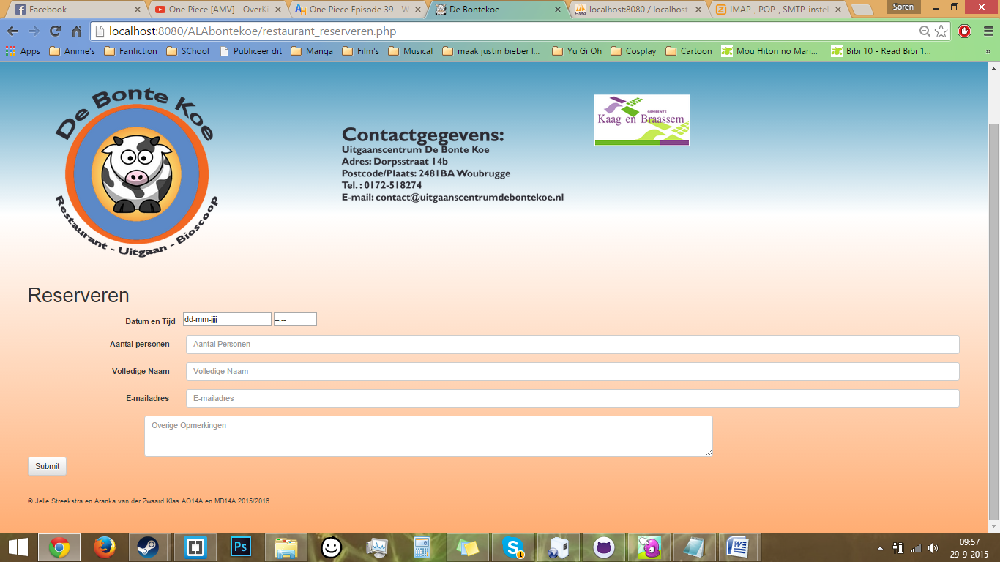 Facebook
One Piece [AMV] - OverKi
One Piece Episode 39 - W
De Bontekoe
localhost:8080 / localhost
IMAP-, POP-, SMTP-instel
Soren
localhost:8080/ALAbontekoe/restaurant_reserveren.php
Apps
Anime's
Fanfiction
SChool
Publiceer dit
Manga
Film's
Musical
maak justin bieber l...
Yu Gi Oh
Cosplay
Cartoon
Mou Hitori no Mari...
Bibi 10 - Read Bibi 1...
»
De Bonte Koe
Restaurant - Uitgaan - Bioscoop
Contactgegevens:
Uitgaanscentrum De Bonte Koe
Adres: Dorpsstraat 14b
Postcode/Plaats: 2481BA Woubrugge
Tel. : 0172-518274
E-mail: contact@uitgaanscentrumdebontekoe.nl
GEMEENTE
Kaag en Braassem
Reserveren
Datum en Tijd dd-mm-jjjj --:--
Aantal personen Aantal Personen
Volledige Naam Volledige Naam
E-mailadres E-mailadres
Overige Opmerkingen
Submit
© Jelle Streekstra en Aranka van der Zwaard Klas AO14A en MD14A 2015/2016
Ps
1
09:57
29-9-2015